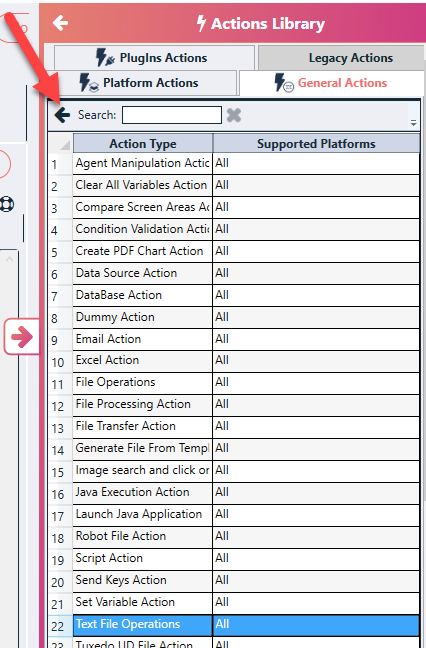 Actions Library
PlugIns Actions
Legacy Actions
Platform Actions
General Actions
Search:
Action Type Supported Platforms
1 Agent Manipulation Actic All
2 Clear All Variables Action All
3 Compare Screen Areas Ac All
4 Condition Validation Actic All
5 Create PDF Chart Action All
6 Data Source Action All
7 DataBase Action All
8 Dummy Action All
9 Email Action All
10 Excel Action All
11 File Operations All
12 File Processing Action All
13 File Transfer Action All
14 Generate File From Templ All
15 Image search and click or All
16 Java Execution Action All
17 Launch Java Application All
18 Robot File Action All
19 Script Action All
20 Send Keys Action All
21 Set Variable Action All
22 Text File Operations All
23 Tuxedo UD File Action All